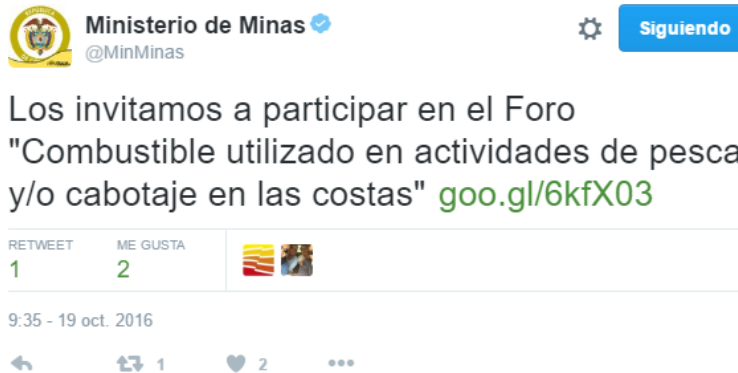 Ministerio de Minas
@MinMinas
Siguiendo
Los invitamos a participar en el Foro
"Combustible utilizado en actividades de pesca
y/o cabotaje en las costas" goo.gl/6kfX03
RETWEET ME GUSTA
1 2
9:35 - 19 oct. 2016
1 2